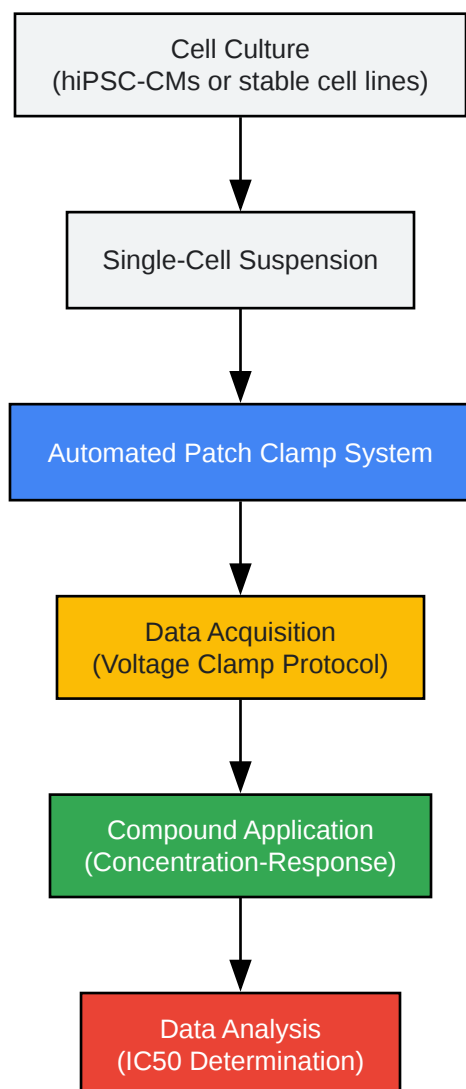 Cell Culture
(hiPSC-CMs or stable cell lines)
Single-Cell Suspension
Automated Patch Clamp System
Data Acquisition
(Voltage Clamp Protocol)
Compound Application
(Concentration-Response)
Data Analysis
(IC50 Determination)